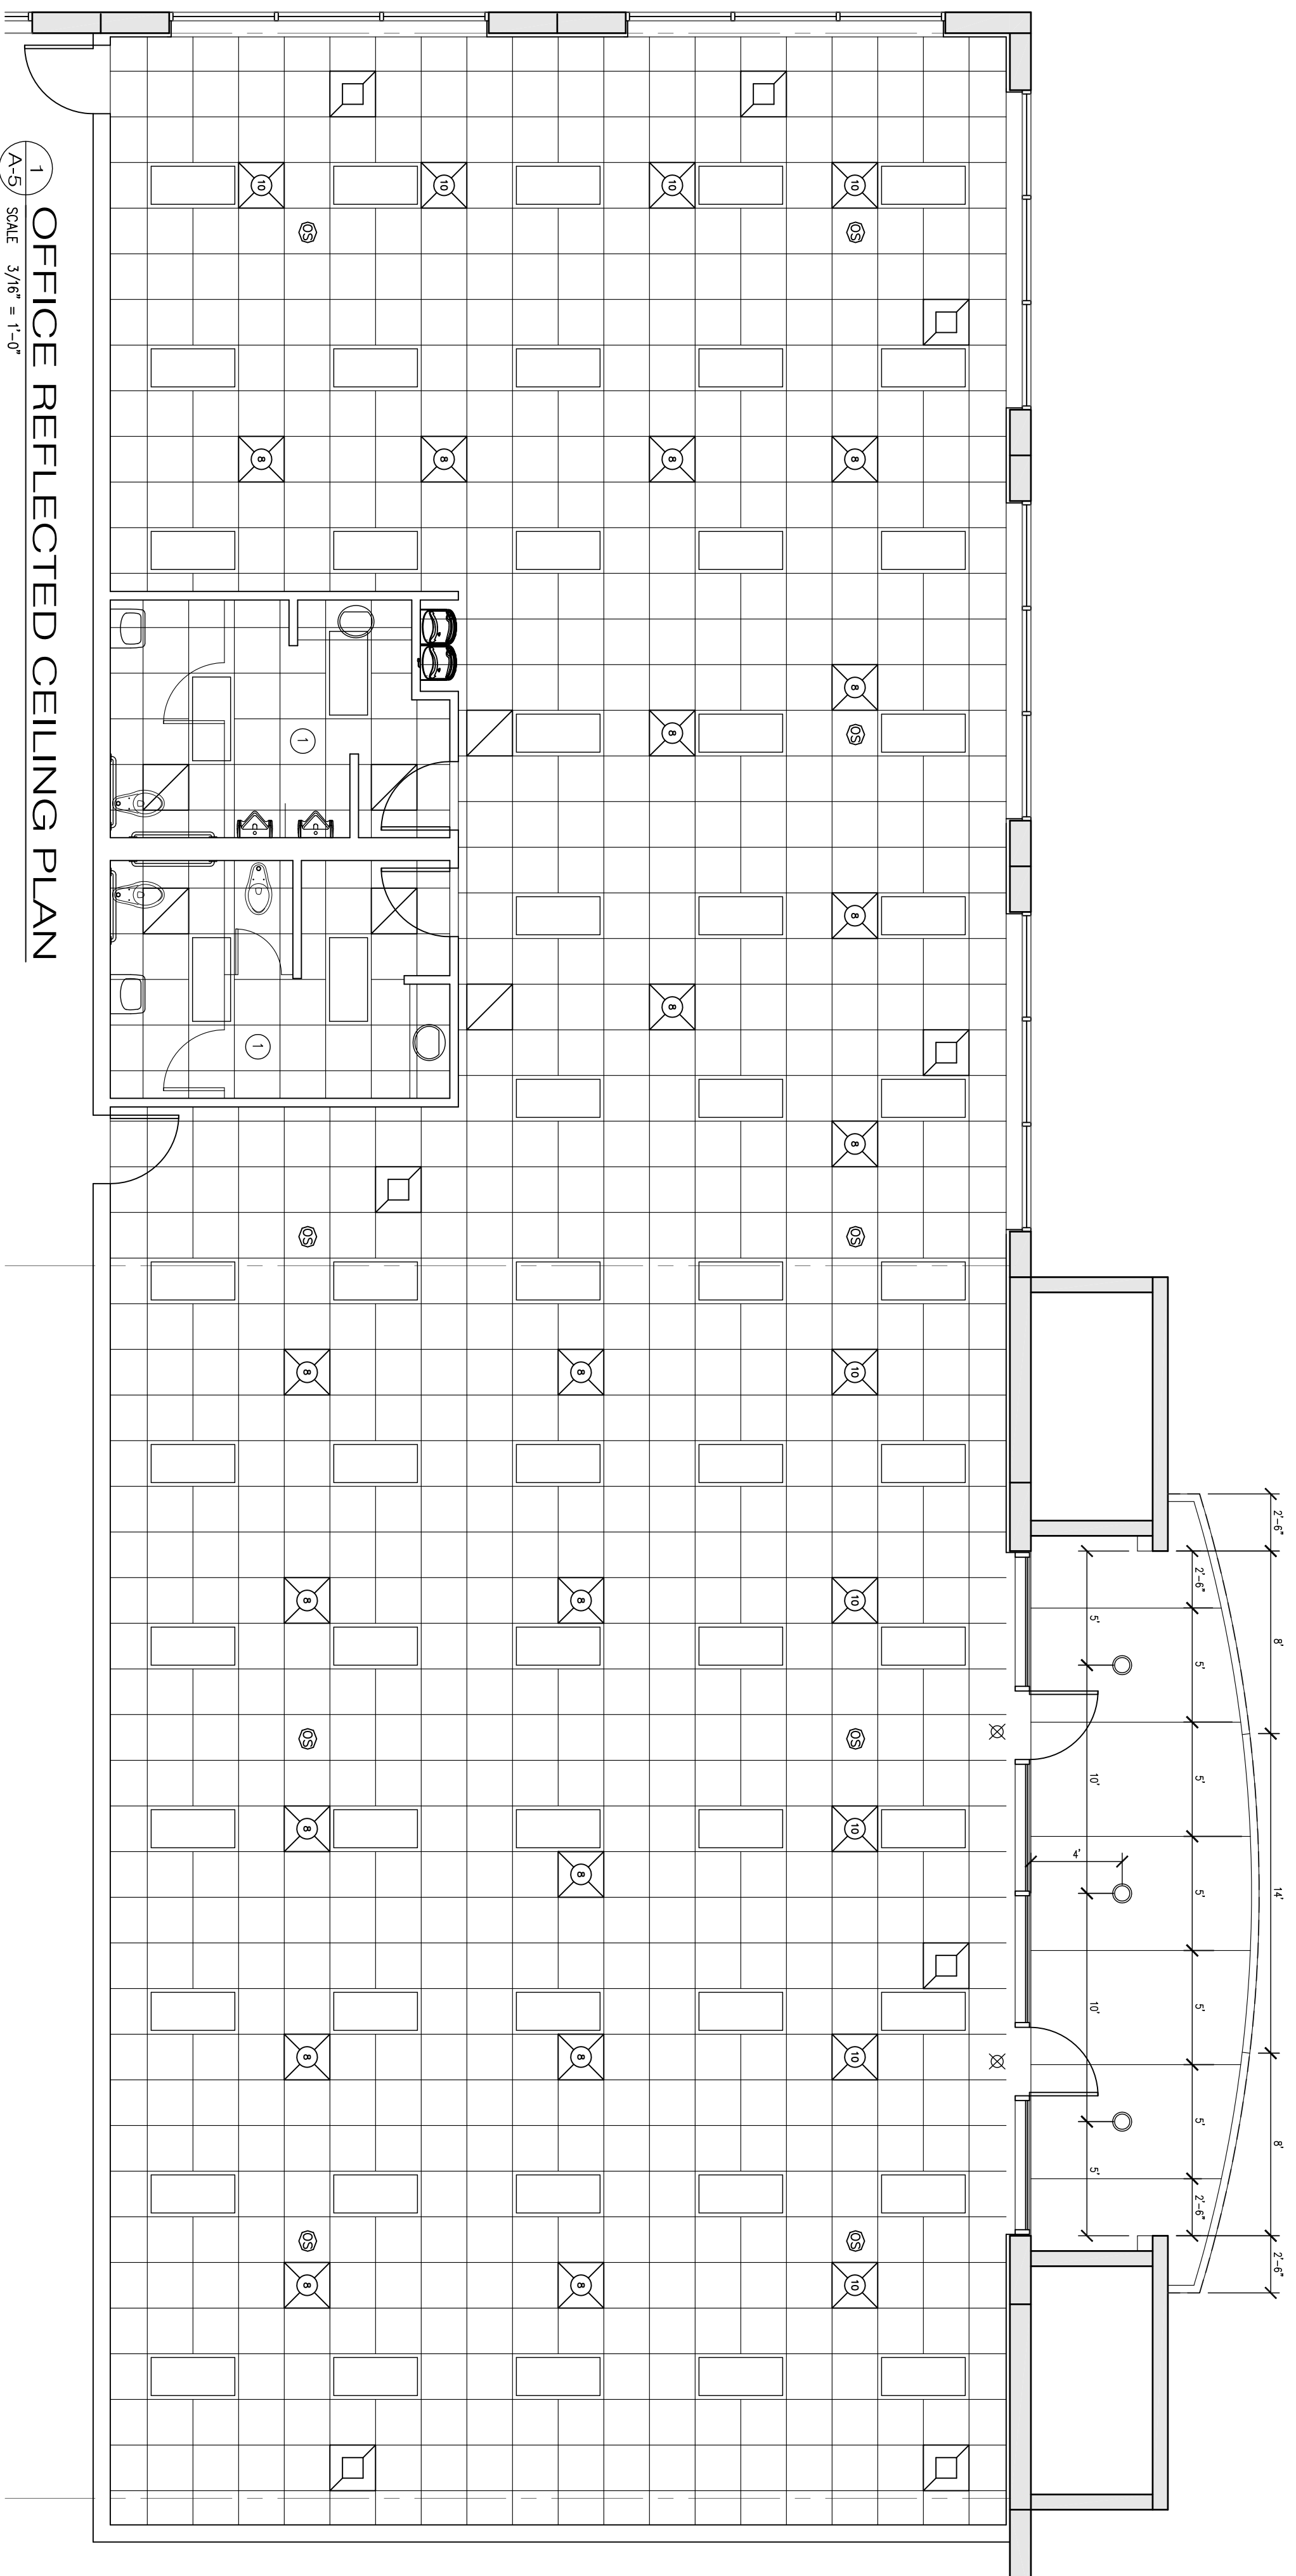 2'-6" 8' 14' 8' 2'-6"
2'-6" 5' 5' 5' 5' 5' 2'-6"
5' 10' 10' 5'
4'
10 OS 8 8 OS 8 8 OS 10 10 OS 10 10 OS 10
10 8 8 8
8 8 8 8 8
10 8
OS 1 OS 8 8 OS 8 8 OS 8
10 8 1
1 OFFICE REFLECTED CEILING PLAN
A-5 SCALE 3/16" = 1'-0"